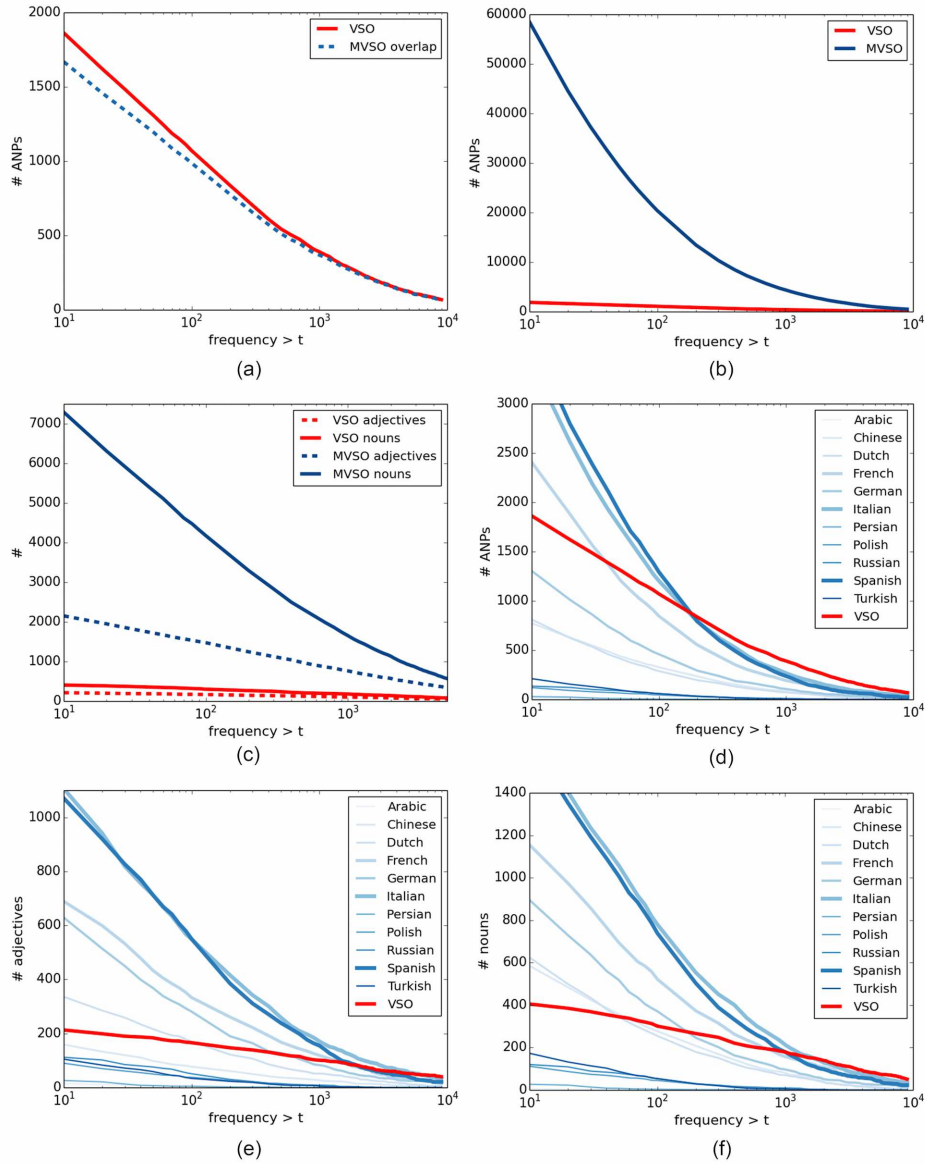 2000
1500
1000
500
0
# ANPs
VSO
MVSO overlap
10^1
10^2
10^3
10^4
frequency > t
(a)
60000
50000
40000
30000
20000
10000
0
# ANPs
VSO
MVSO
10^1
10^2
10^3
10^4
frequency > t
(b)
7000
6000
5000
4000
3000
2000
1000
0
#
VSO adjectives
VSO nouns
MVSO adjectives
MVSO nouns
10^1
10^2
10^3
frequency > t
(c)
3000
2500
2000
1500
1000
500
0
# ANPs
Arabic
Chinese
Dutch
French
German
Italian
Persian
Polish
Russian
Spanish
Turkish
VSO
10^1
10^2
10^3
10^4
frequency > t
(d)
1000
800
600
400
200
0
# adjectives
Arabic
Chinese
Dutch
French
German
Italian
Persian
Polish
Russian
Spanish
Turkish
VSO
10^1
10^2
10^3
10^4
frequency > t
(e)
1400
1200
1000
800
600
400
200
0
# nouns
Arabic
Chinese
Dutch
French
German
Italian
Persian
Polish
Russian
Spanish
Turkish
VSO
10^1
10^2
10^3
10^4
frequency > t
(f)